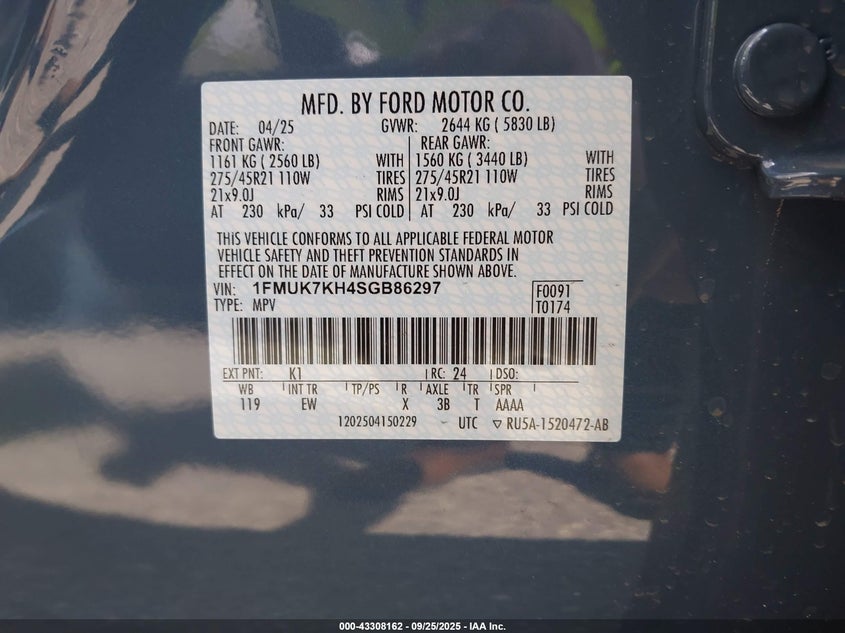 MFD. BY FORD MOTOR CO.
DATE: 04/25 GVWR: 2644 KG ( 5830 LB)
FRONT GAWR: REAR GAWR:
1161 KG ( 2560 LB) WITH 1560 KG ( 3440 LB) WITH
275/45R21 110W TIRES 275/45R21 110W TIRES
21x9.0J RIMS 21x9.0J RIMS
AT 230 kPa/ 33 PSI COLD AT 230 kPa/ 33 PSI COLD
THIS VEHICLE CONFORMS TO ALL APPLICABLE FEDERAL MOTOR
VEHICLE SAFETY AND THEFT PREVENTION STANDARDS IN
EFFECT ON THE DATE OF MANUFACTURE SHOWN ABOVE.
VIN: 1FMUK7KH4SGB86297 F0091
TYPE: MPV T0174
EXT PNT: K1 RC: 24 DSO:
WB INT TR TP/PS R AXLE TR SPR
119 EW X 3B T AAAA
1202504150229 UTC ▽ RU5A-1520472-AB
000-43308162 - 09/25/2025 - IAA Inc.